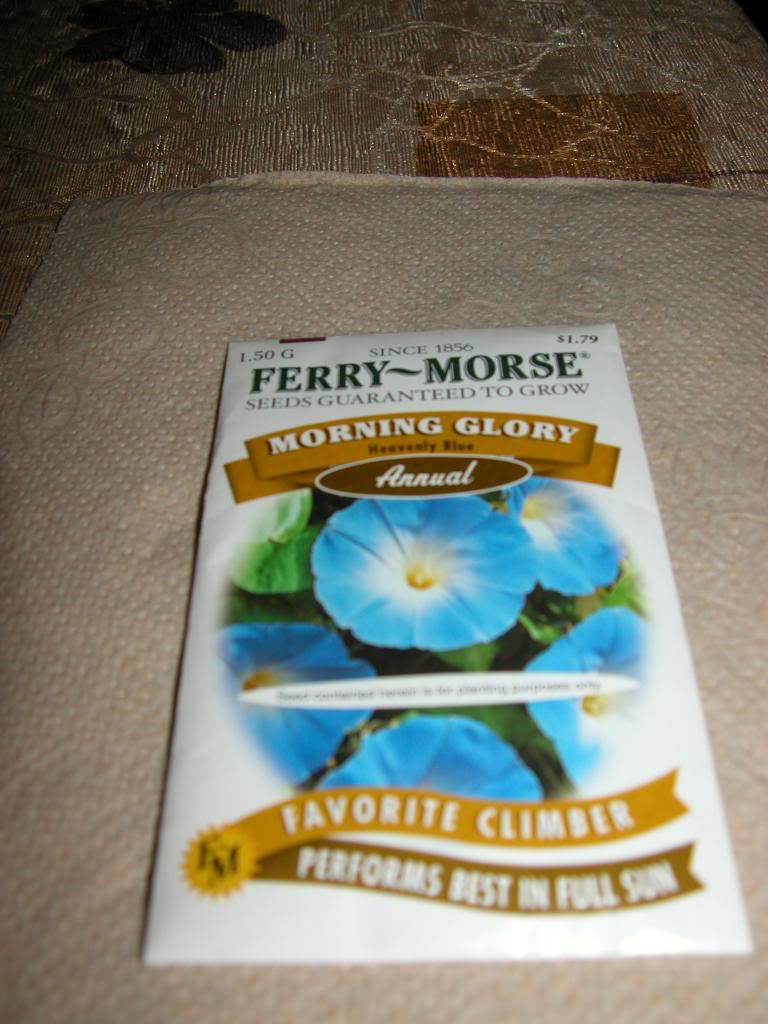 1.50 G
SINCE 1856
$1.79
FERRY~MORSE®
SEEDS GUARANTEED TO GROW
MORNING GLORY
Heavenly Blue
Annual
Seed contained herein is for planting purposes only
FAVORITE CLIMBER
FM
PERFORMS BEST IN FULL SUN